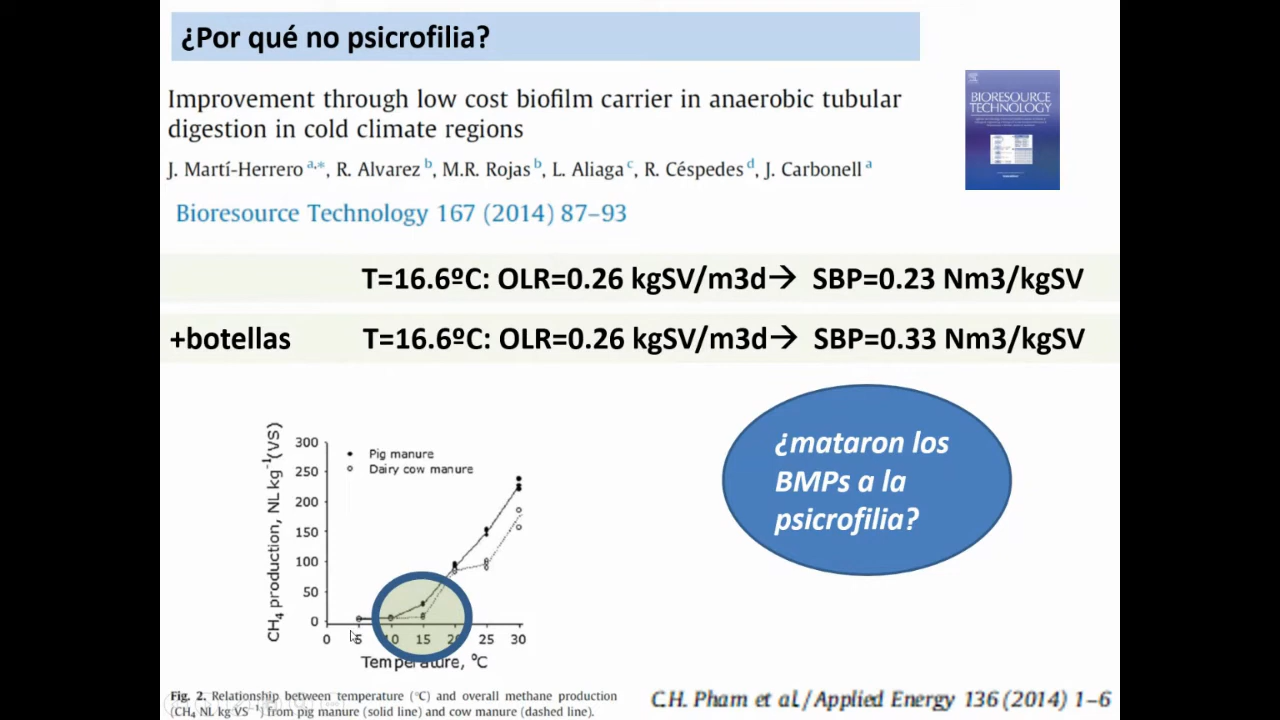 ¿Por qué no psicrofilia?
Improvement through low cost biofilm carrier in anaerobic tubular
digestion in cold climate regions
J. Martí-Herrero a,*, R. Alvarez b, M.R. Rojas b, L. Aliaga c, R. Céspedes d, J. Carbonell a
Bioresource Technology 167 (2014) 87–93
BIORESOURCE
TECHNOLOGY
T=16.6ºC: OLR=0.26 kgSV/m3d→ SBP=0.23 Nm3/kgSV
+botellas T=16.6ºC: OLR=0.26 kgSV/m3d→ SBP=0.33 Nm3/kgSV
¿mataron los
BMPs a la
psicrofilia?
CH4 production, NL kg-1(VS)
300
250
200
150
100
50
0
Pig manure
Dairy cow manure
0 5 10 15 20 25 30
Temperature, ºC
Fig. 2. Relationship between temperature (°C) and overall methane production
(CH4 NL kg VS−1) from pig manure (solid line) and cow manure (dashed line).
C.H. Pham et al./Applied Energy 136 (2014) 1–6